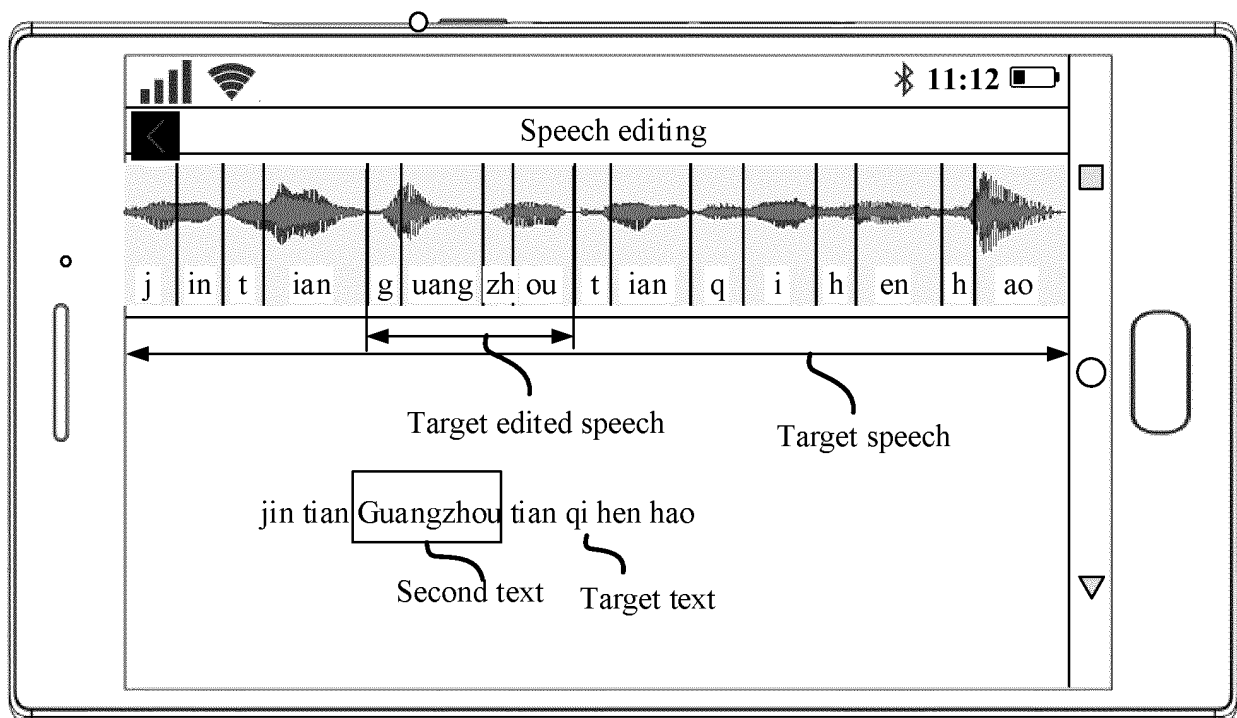 11:12
Speech editing
j in t ian g uang zh ou t ian q i h en h ao
Target edited speech
Target speech
jin tian Guangzhou tian qi hen hao
Second text
Target text